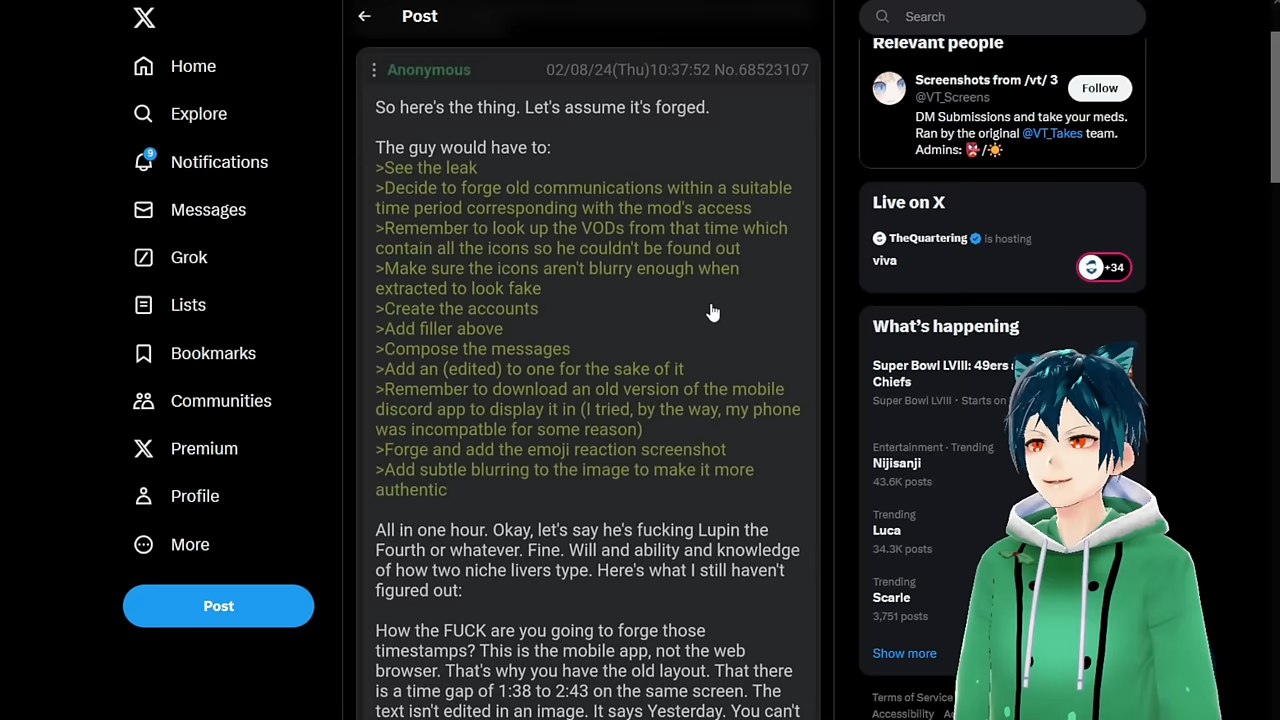 Home
Explore
9
Notifications
Messages
Grok
Lists
Bookmarks
Communities
Premium
Profile
More
Post
Post
Anonymous 02/08/24(Thu)10:37:52 No.68523107
So here's the thing. Let's assume it's forged.
The guy would have to:
>See the leak
>Decide to forge old communications within a suitable
time period corresponding with the mod's access
>Remember to look up the VODs from that time which
contain all the icons so he couldn't be found out
>Make sure the icons aren't blurry enough when
extracted to look fake
>Create the accounts
>Add filler above
>Compose the messages
>Add an (edited) to one for the sake of it
>Remember to download an old version of the mobile
discord app to display it in (I tried, by the way, my phone
was incompatble for some reason)
>Forge and add the emoji reaction screenshot
>Add subtle blurring to the image to make it more
authentic
All in one hour. Okay, let's say he's fucking Lupin the
Fourth or whatever. Fine. Will and ability and knowledge
of how two niche livers type. Here's what I still haven't
figured out:
How the FUCK are you going to forge those
timestamps? This is the mobile app, not the web
browser. That's why you have the old layout. That there
is a time gap of 1:38 to 2:43 on the same screen. The
text isn't edited in an image. It says Yesterday. You can't
Search
Relevant people
Screenshots from /vt/ 3
@VT_Screens
Follow
DM Submissions and take your meds.
Ran by the original @VT_Takes team.
Admins: 👺/☀️
Live on X
TheQuartering is hosting
viva
+34
What's happening
Super Bowl LVIII: 49ers
Chiefs
Super Bowl LVIII · Starts on
Entertainment · Trending
Nijisanji
43.6K posts
Trending
Luca
34.3K posts
Trending
Scarle
3,751 posts
Show more
Terms of Service
Accessibility